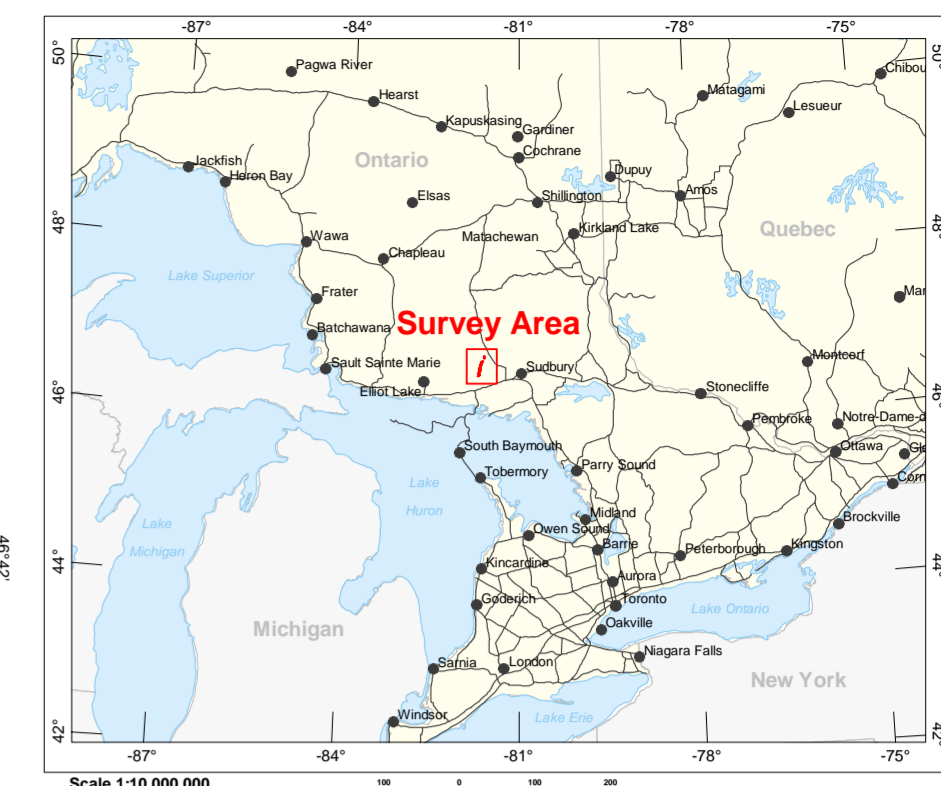 -87° -84° -81° -78° -75°
50° 50°
Pagwa River
Chibou
Hearst
Matagami
Lesueur
Kapuskasing
Gardiner
Cochrane
Ontario
Jackfish
Heron Bay
Dupuy
Amos
Elsas
Shillington
48° 48°
Kirkland Lake
Quebec
Wawa
Matachewan
Chapleau
Lake Superior
Frater
Mar
Survey Area
Batchawana
Montcerf
Sault Sainte Marie
Sudbury
Elliot Lake
Stonecliffe
46° 46°
Pembroke
Notre-Dame-d
South Baymouth
Ottawa
Gle
Tobermory
Parry Sound
Corn
Lake
Huron
Midland
Brockville
Lake
Michigan
Owen Sound
Barrie
Peterborough
Kingston
46°42'
44° 44°
Kincardine
Aurora
Goderich
Toronto
Lake Ontario
Michigan
Oakville
Niagara Falls
Sarnia
London
New York
Windsor
Lake Erie
42° 42°
-87° -84° -81° -78° -75°
Scale 1:10 000 000
100 0 100 200